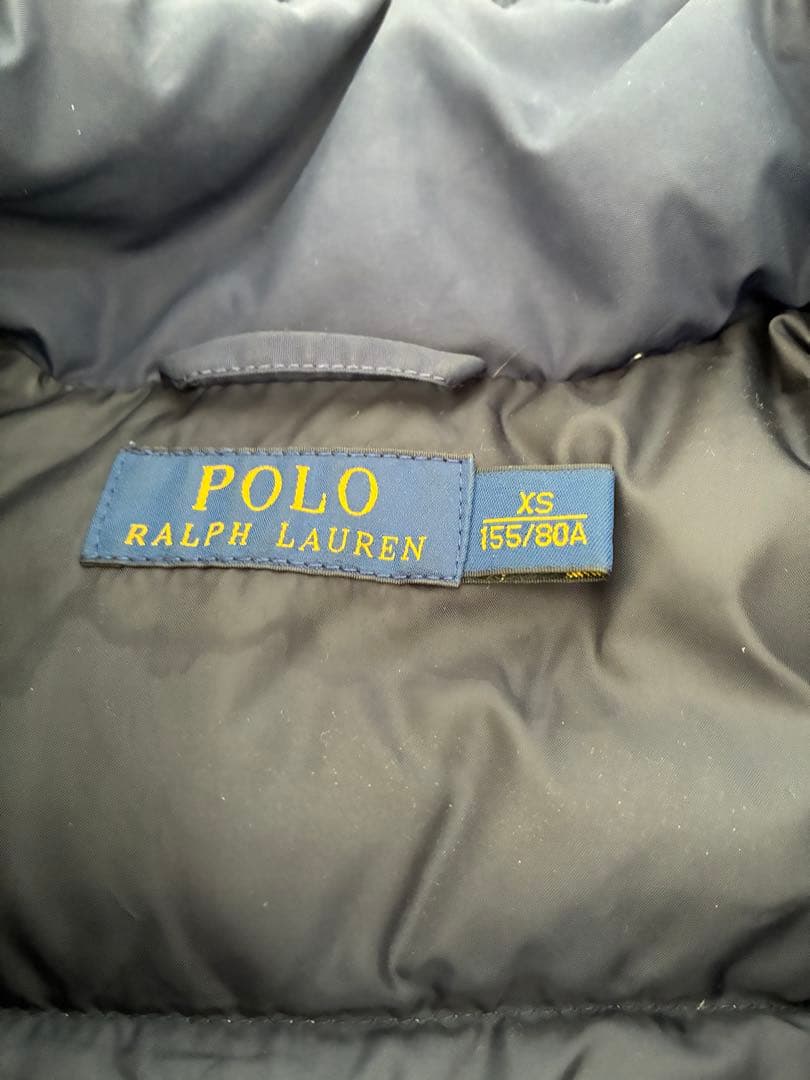 POLO
RALPH LAUREN
XS
155/80A